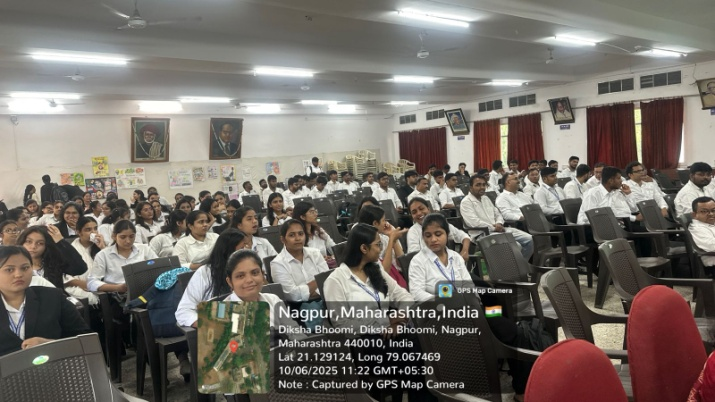 GPS Map Camera
Nagpur,Maharashtra,India
Diksha Bhoomi, Diksha Bhoomi, Nagpur,
Maharashtra 440010, India
Lat 21.129124, Long 79.067469
10/06/2025 11:22 GMT+05:30
Note : Captured by GPS Map Camera